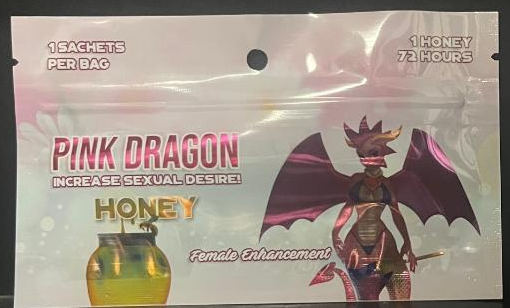 1 SACHETS
PER BAG
1 HONEY
72 HOURS
PINK DRAGON
INCREASE SEXUAL DESIRE!
HONEY
Female Enhancement